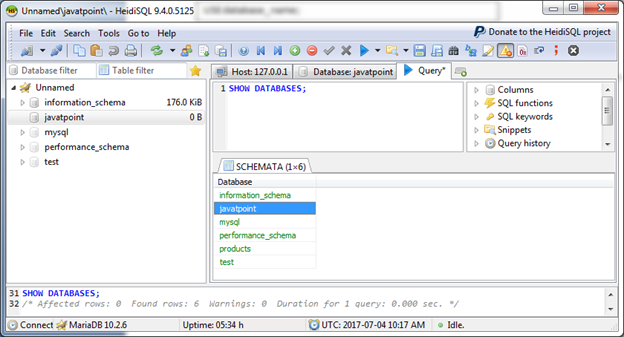 Unnamed\javatpoint\ - HeidiSQL 9.4.0.5125
File Edit Search Tools Go to Help
Donate to the HeidiSQL project
Database filter Table filter
Host: 127.0.0.1 Database: javatpoint Query*
Unnamed
information_schema 176.0 KiB
javatpoint 0 B
mysql
performance_schema
test
1 SHOW DATABASES;
Columns
SQL functions
SQL keywords
Snippets
Query history
SCHEMATA (1×6)
Database
information_schema
javatpoint
mysql
performance_schema
products
test
31 SHOW DATABASES;
32 /* Affected rows: 0 Found rows: 6 Warnings: 0 Duration for 1 query: 0.000 sec. */
Connect MariaDB 10.2.6 Uptime: 05:34 h UTC: 2017-07-04 10:17 AM Idle.